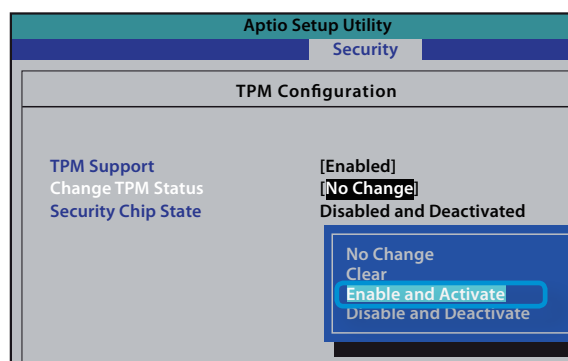 Aptio Setup Utility
Security
TPM Configuration
TPM Support [Enabled]
Change TPM Status [No Change]
Security Chip State Disabled and Deactivated
No Change
Clear
Enable and Activate
Disable and Deactivate